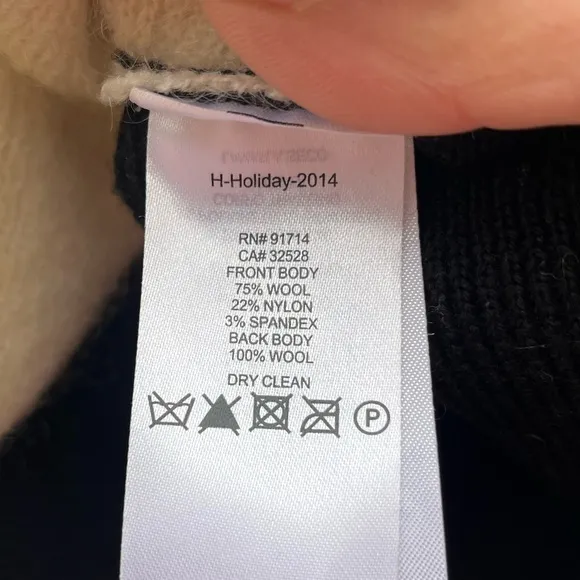 H-Holiday-2014
RN# 91714
CA# 32528
FRONT BODY
75% WOOL
22% NYLON
3% SPANDEX
BACK BODY
100% WOOL
DRY CLEAN
P